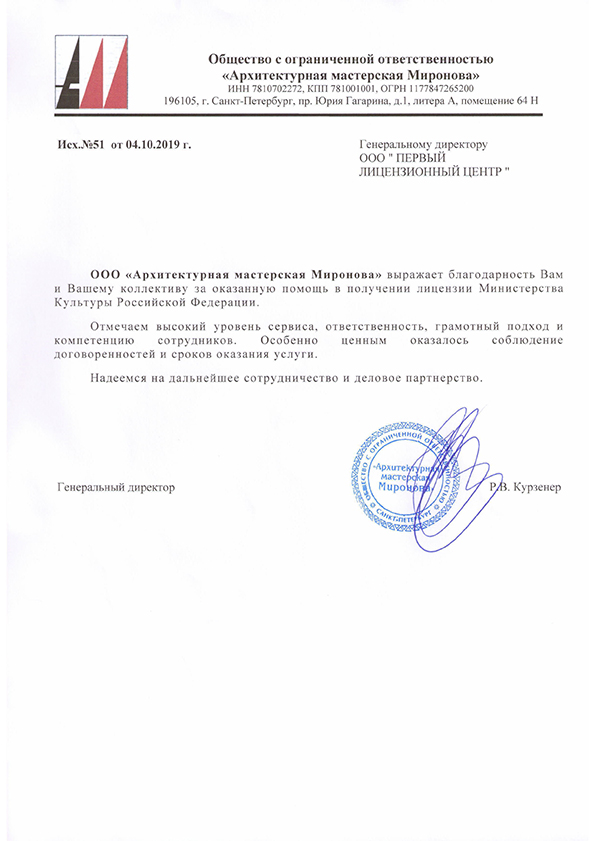 Общество с ограниченной ответственностью
«Архитектурная мастерская Миронова»
ИНН 7810702272, КПП 781001001, ОГРН 1177847265200
196105, г. Санкт-Петербург, пр. Юрия Гагарина, д.1, литера А, помещение 64 Н
Исх.№51 от 04.10.2019 г.
Генеральному директору
ООО " ПЕРВЫЙ
ЛИЦЕНЗИОННЫЙ ЦЕНТР "
ООО «Архитектурная мастерская Миронова» выражает благодарность Вам
и Вашему коллективу за оказанную помощь в получении лицензии Министерства
Культуры Российской Федерации.
Отмечаем высокий уровень сервиса, ответственность, грамотный подход и
компетенцию сотрудников. Особенно ценным оказалось соблюдение
договоренностей и сроков оказания услуги.
Надеемся на дальнейшее сотрудничество и деловое партнерство.
Генеральный директор
Р.В. Курзенер
ОБЩЕСТВО С ОГРАНИЧЕННОЙ ОТВЕТСТВЕННОСТЬЮ
«Архитектурная
мастерская
Миронова»
САНКТ-ПЕТЕРБУРГ